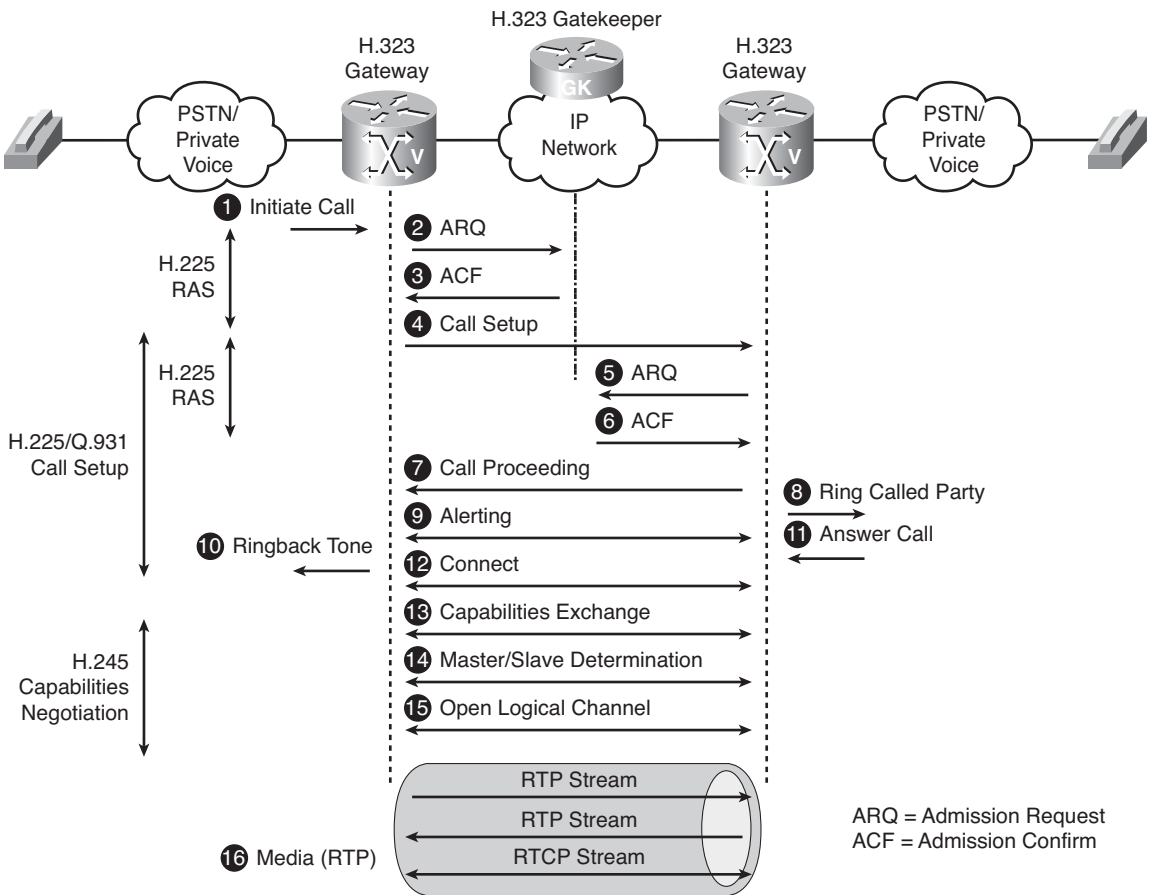 H.323 Gatekeeper
H.323
Gateway
H.323
Gateway
GK
PSTN/
Private
Voice
V
IP
Network
V
PSTN/
Private
Voice
1 Initiate Call
2 ARQ
H.225
RAS
3 ACF
4 Call Setup
H.225
RAS
5 ARQ
6 ACF
H.225/Q.931
Call Setup
7 Call Proceeding
8 Ring Called Party
9 Alerting
10 Ringback Tone
11 Answer Call
12 Connect
13 Capabilities Exchange
H.245
Capabilities
Negotiation
14 Master/Slave Determination
15 Open Logical Channel
RTP Stream
RTP Stream
16 Media (RTP)
RTCP Stream
ARQ = Admission Request
ACF = Admission Confirm